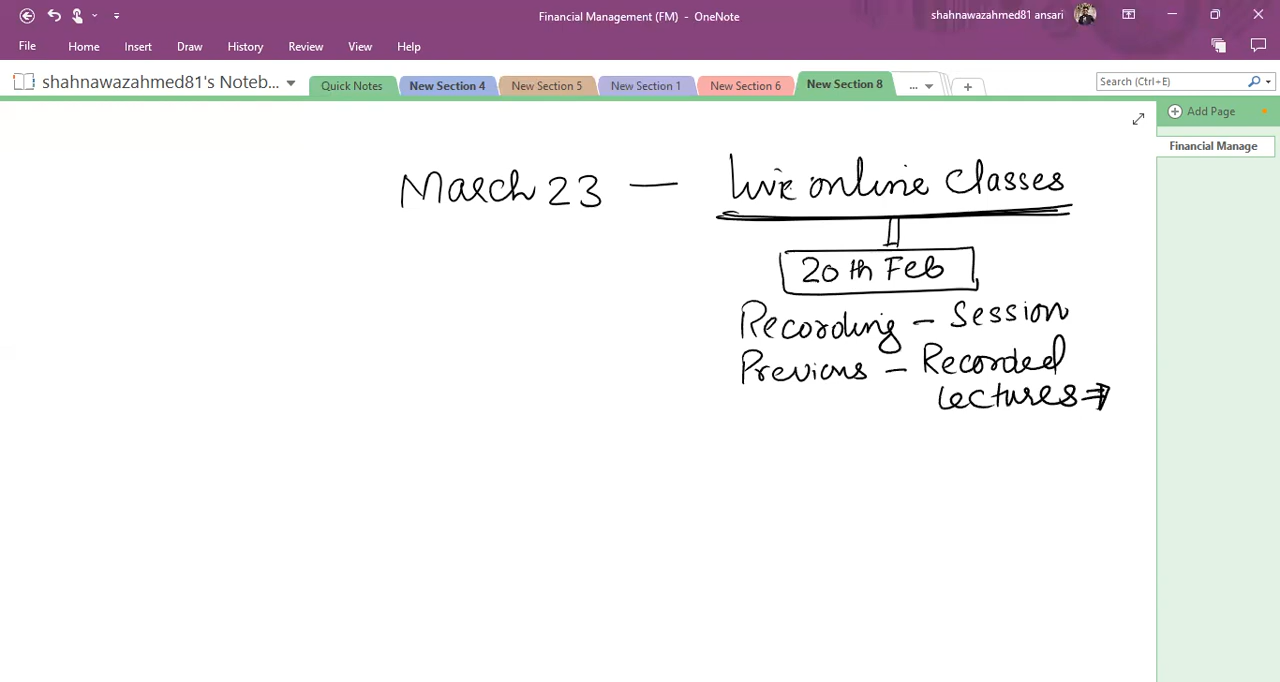 Financial Management (FM) - OneNote
shahnawazahmed81 ansari
File Home Insert Draw History Review View Help
shahnawazahmed81's Noteb... Quick Notes New Section 4 New Section 5 New Section 1 New Section 6 New Section 8 ... + Search (Ctrl+E)
Add Page
Financial Manage
March 23 — Live online Classes
20th Feb
Recording - Session
Previous - Recorded
Lectures ⇒